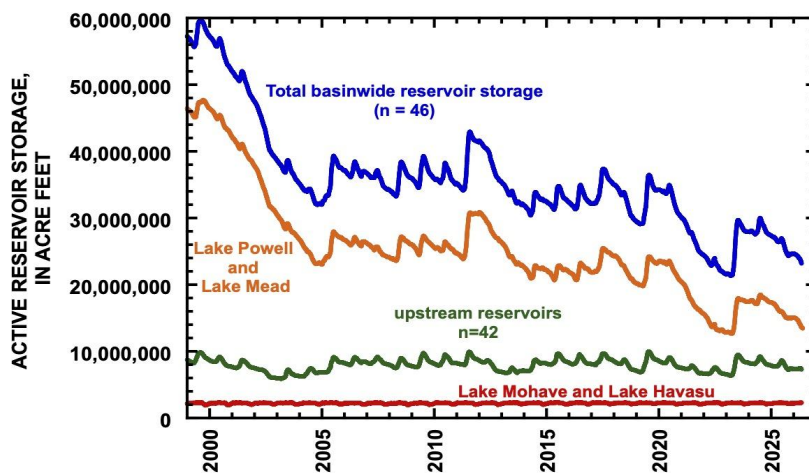 ACTIVE RESERVOIR STORAGE,
IN ACRE FEET
60,000,000
50,000,000
40,000,000
30,000,000
20,000,000
10,000,000
0
Total basinwide reservoir storage
(n = 46)
Lake Powell
and
Lake Mead
upstream reservoirs
n=42
Lake Mohave and Lake Havasu
2000
2005
2010
2015
2020
2025